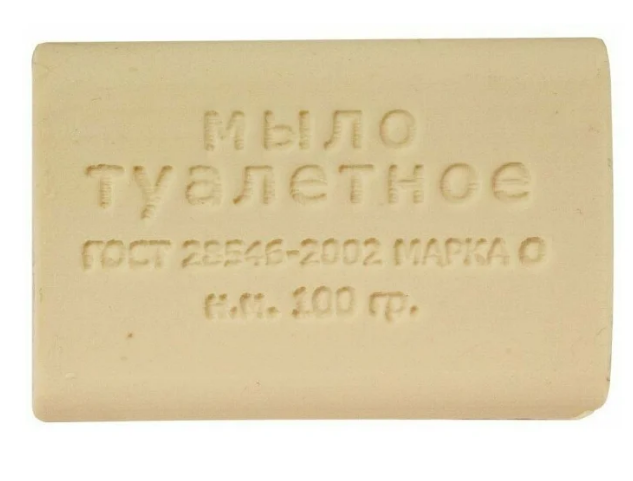 мыло
туалетное
ГОСТ 28546-2002 МАРКА О
н.м. 100 гр.